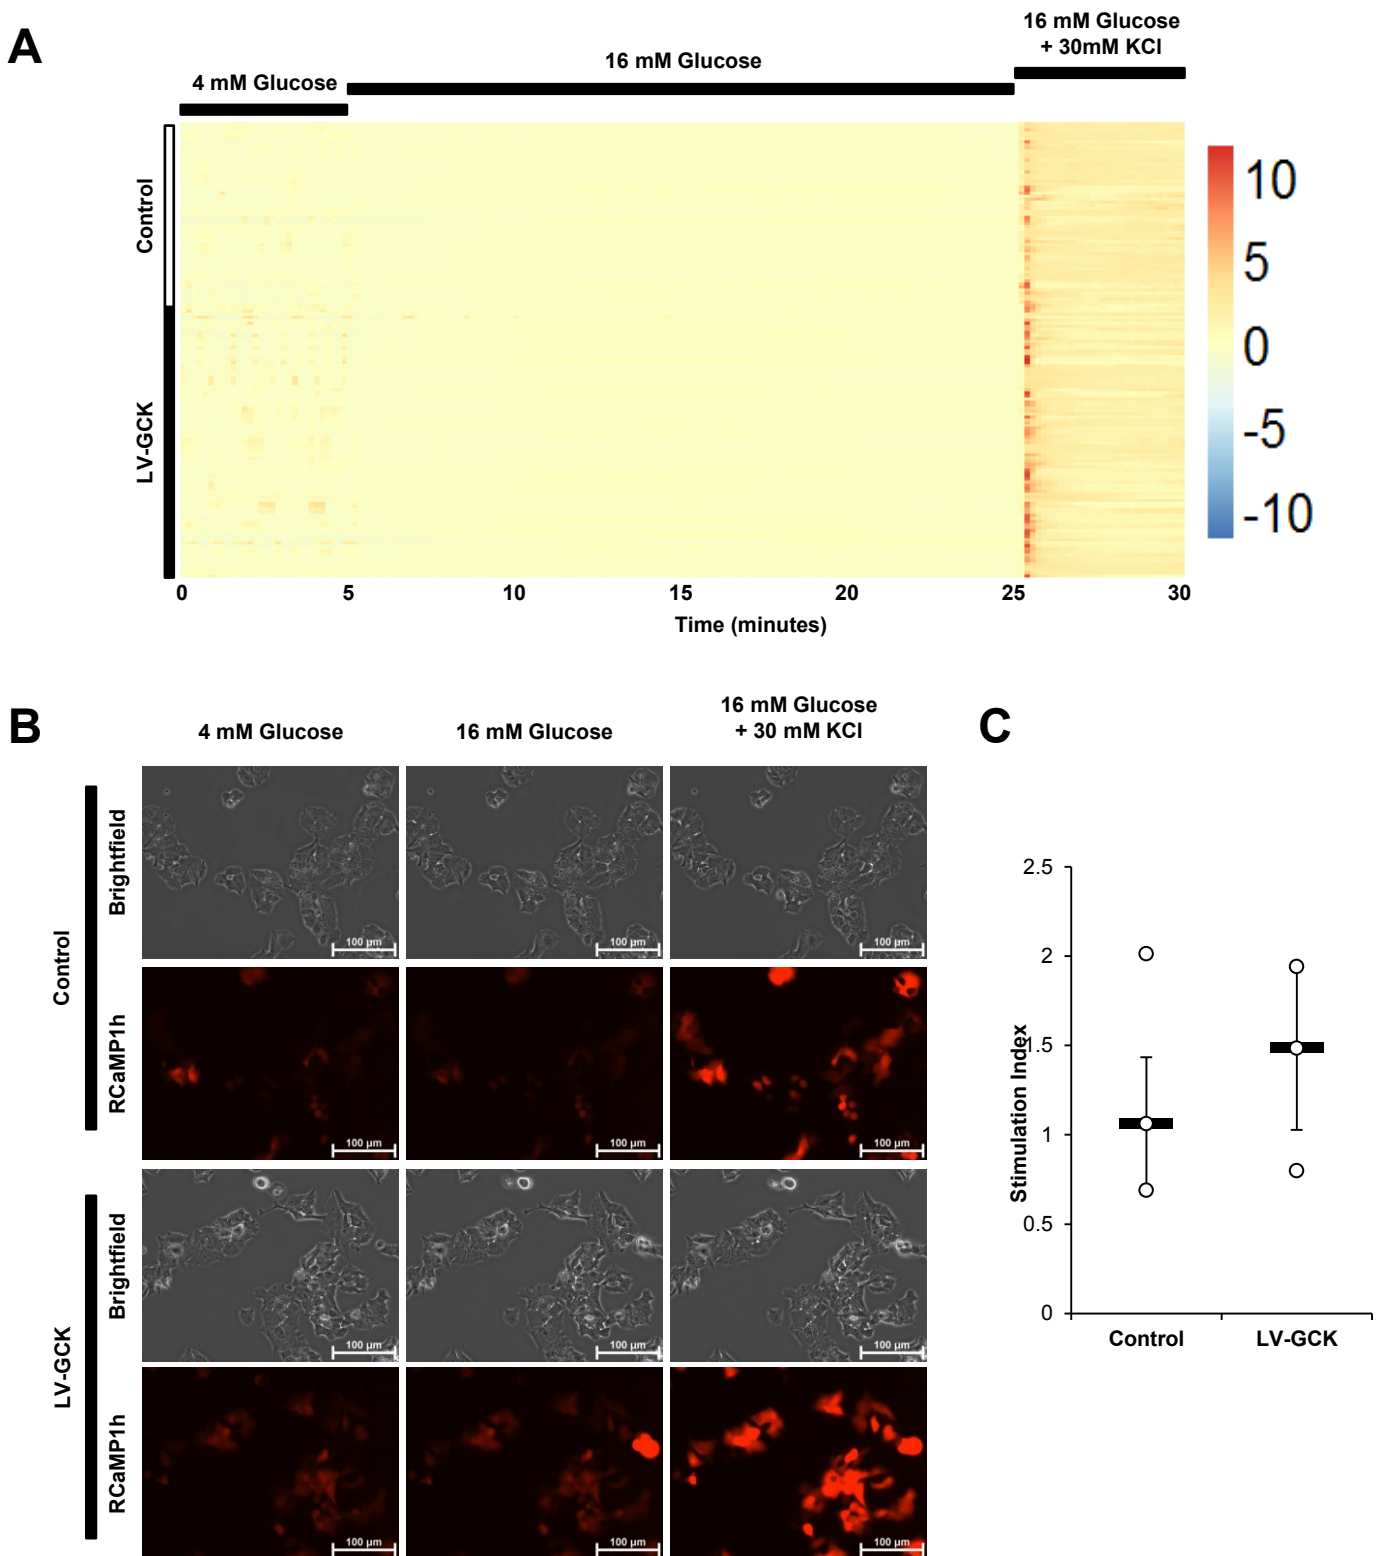 A
4 mM Glucose
16 mM Glucose
16 mM Glucose
+ 30mM KCl
Control
LV-GCK
10
5
0
-5
-10
0
5
10
15
20
25
30
Time (minutes)
B
4 mM Glucose
16 mM Glucose
16 mM Glucose
+ 30 mM KCl
Control
Brightfield
100 µm
100 µm
100 µm
RCaMP1h
100 µm
100 µm
100 µm
LV-GCK
Brightfield
100 µm
100 µm
100 µm
RCaMP1h
100 µm
100 µm
100 µm
C
Stimulation Index
2.5
2
1.5
1
0.5
0
Control
LV-GCK